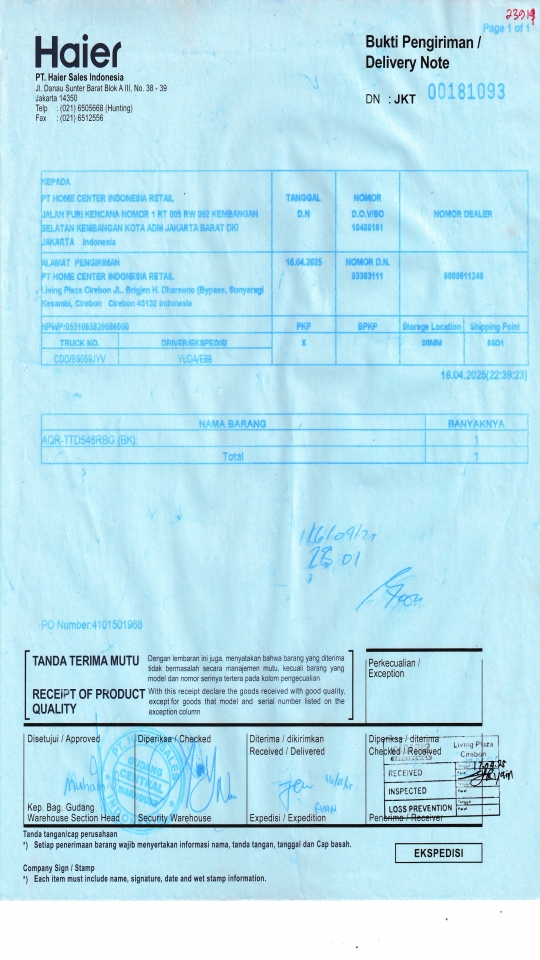 23919
Page 1 of 1
Haier
PT. Haier Sales Indonesia
Jl. Danau Sunter Barat Blok A III, No. 38 - 39
Jakarta 14350
Telp : (021) 6505668 (Hunting)
Fax : (021) 6512556
Bukti Pengiriman /
Delivery Note
DN : JKT 00181093
KEPADA
PT HOME CENTER INDONESIA RETAIL
JALAN PURI KENCANA NOMOR 1 RT 005 RW 002 KEMBANGAN
SELATAN KEMBANGAN KOTA ADM JAKARTA BARAT DKI
JAKARTA Indonesia
TANGGAL
D.N
NOMOR
D.O.V/SO
NOMOR DEALER
ALAMAT PENGIRIMAN
PT HOME CENTER INDONESIA RETAIL
Living Plaza Cirebon JL. Brigjen H. Dharsono (Bypass, Sunyaragi
Kesambi, Cirebon Cirebon 45132 Indonesia
16.04.2025
NOMOR D.N.
83383111
PKP
BPKP
Storage Location
Shipping Point
TRUCK NO.
DRIVER/EKSPEDISI
X
16.04.2025(22:39:23)
NAMA BARANG
BANYAKNYA
AQR-TTD546RBG (BK):
1
Total
1
PO Number:4101501968
TANDA TERIMA MUTU
Dengan lembaran ini juga, menyatakan bahwa barang yang diterima
tidak bermasalah secara manajemen mutu, kecuali barang yang
model dan nomor serinya tertera pada kolom pengecualian
RECEIPT OF PRODUCT
QUALITY
With this receipt declare the goods received with good quality,
except for goods that model and serial number listed on the
exception column
Perkecualian /
Exception
Disetujui / Approved
Diperiksa / Checked
Diterima / dikirimkan
Received / Delivered
Diperiksa / diterima
Checked / Received
Living Plaza
Cirebon
RECEIVED
INSPECTED
LOSS PREVENTION
GUDANG
CENTRAL
Kep. Bag. Gudang
Warehouse Section Head
Security Warehouse
Expedisi / Expedition
Penerima / Receiver
Tanda tangan/cap perusahaan
*) Setiap penerimaan barang wajib menyertakan informasi nama, tanda tangan, tanggal dan Cap basah.
EKSPEDISI
Company Sign / Stamp
*) Each item must include name, signature, date and wet stamp information.